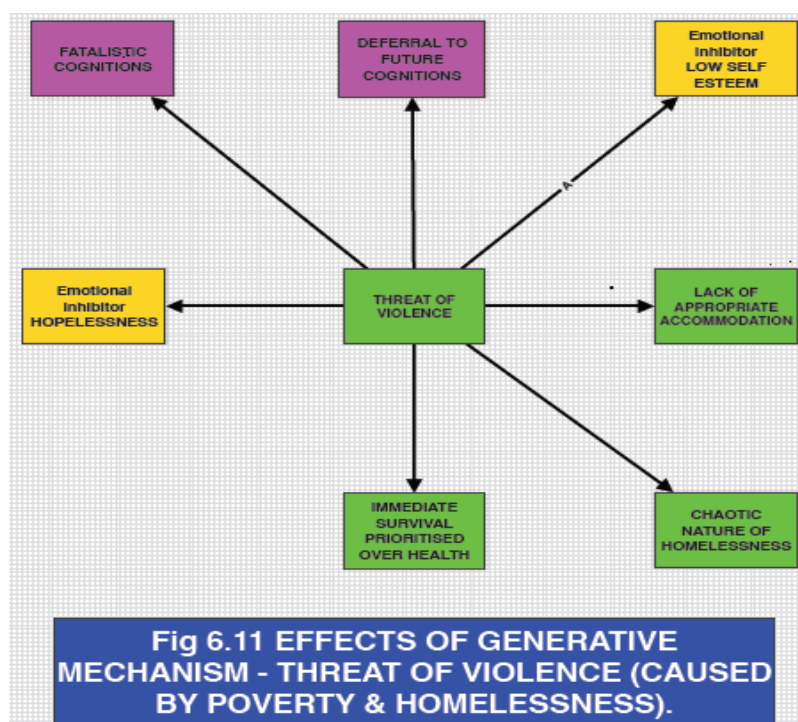 FATALISTIC
COGNITIONS
DEFERRAL TO
FUTURE
COGNITIONS
Emotional
Inhibitor
LOW SELF
ESTEEM
A
Emotional
Inhibitor
HOPELESSNESS
THREAT OF
VIOLENCE
LACK OF
APPROPRIATE
ACCOMMODATION
IMMEDIATE
SURVIVAL
PRIORITISED
OVER HEALTH
CHAOTIC
NATURE OF
HOMELESSNESS
Fig 6.11 EFFECTS OF GENERATIVE
MECHANISM - THREAT OF VIOLENCE (CAUSED
BY POVERTY & HOMELESSNESS).